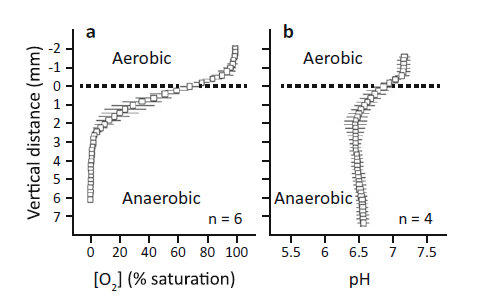 a
b
Vertical distance (mm)
-2
-1
0
1
2
3
4
5
6
7
Aerobic
Anaerobic
n = 6
0 20 40 60 80 100
[O₂] (% saturation)
Aerobic
Anaerobic
n = 4
5.5 6 6.5 7 7.5
pH